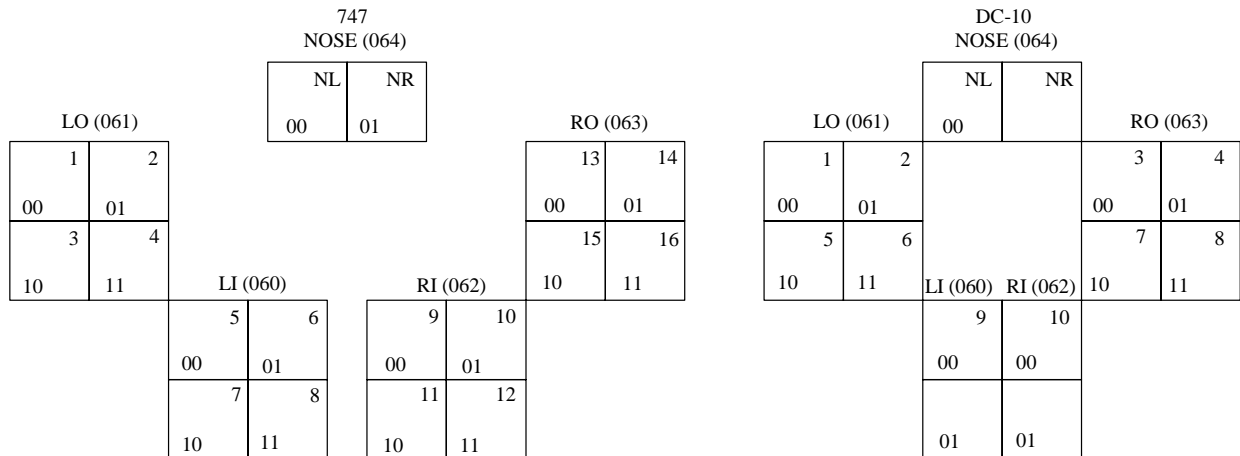 747
NOSE (064)
NL NR
00 01
LO (061)
1 2
00 01
3 4
10 11
LI (060)
5 6
00 01
7 8
10 11
RI (062)
9 10
00 01
11 12
10 11
RO (063)
13 14
00 01
15 16
10 11
DC-10
NOSE (064)
NL NR
00
LO (061)
1 2
00 01
5 6
10 11
RO (063)
3 4
00 01
7 8
10 11
LI (060) RI (062)
9 10
00 00
01 01